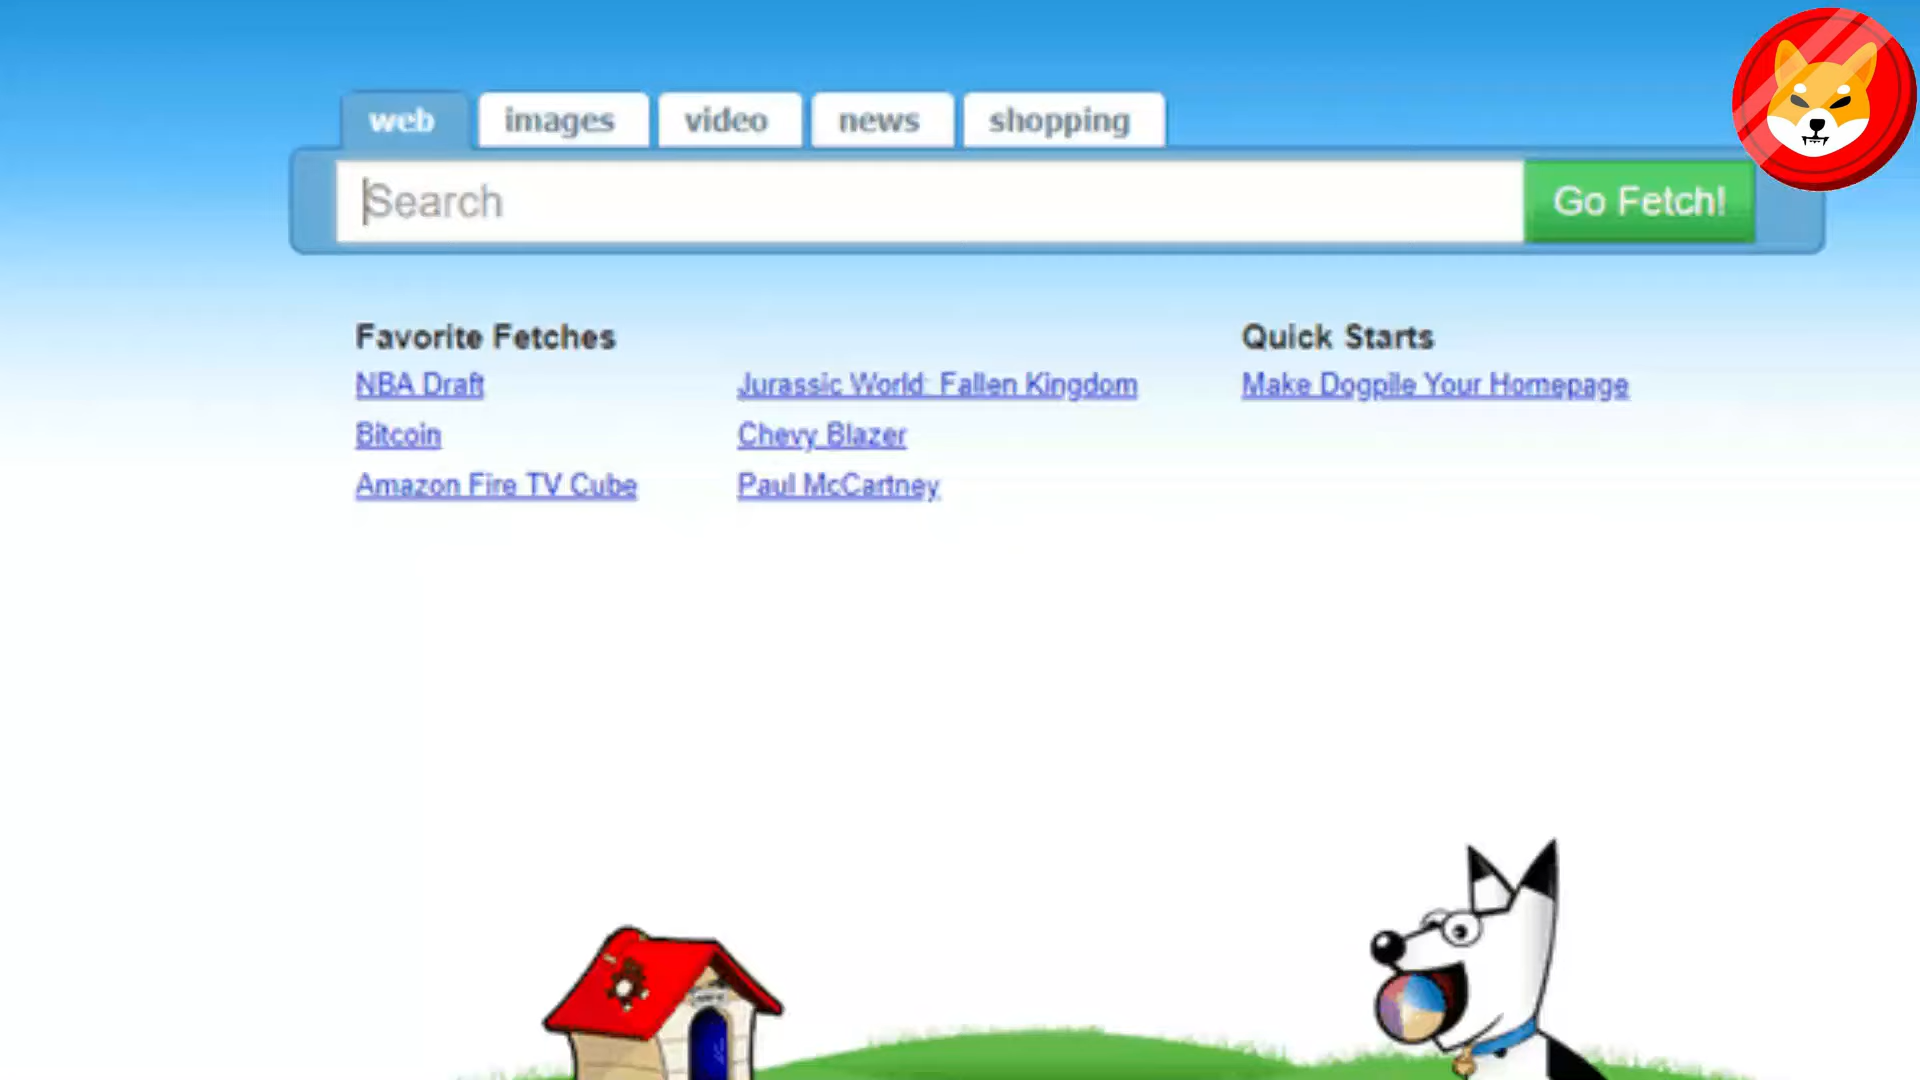 web images video news shopping
Search Go Fetch!
Favorite Fetches Quick Starts
NBA Draft Jurassic World: Fallen Kingdom Make Dogpile Your Homepage
Bitcoin Chevy Blazer
Amazon Fire TV Cube Paul McCartney